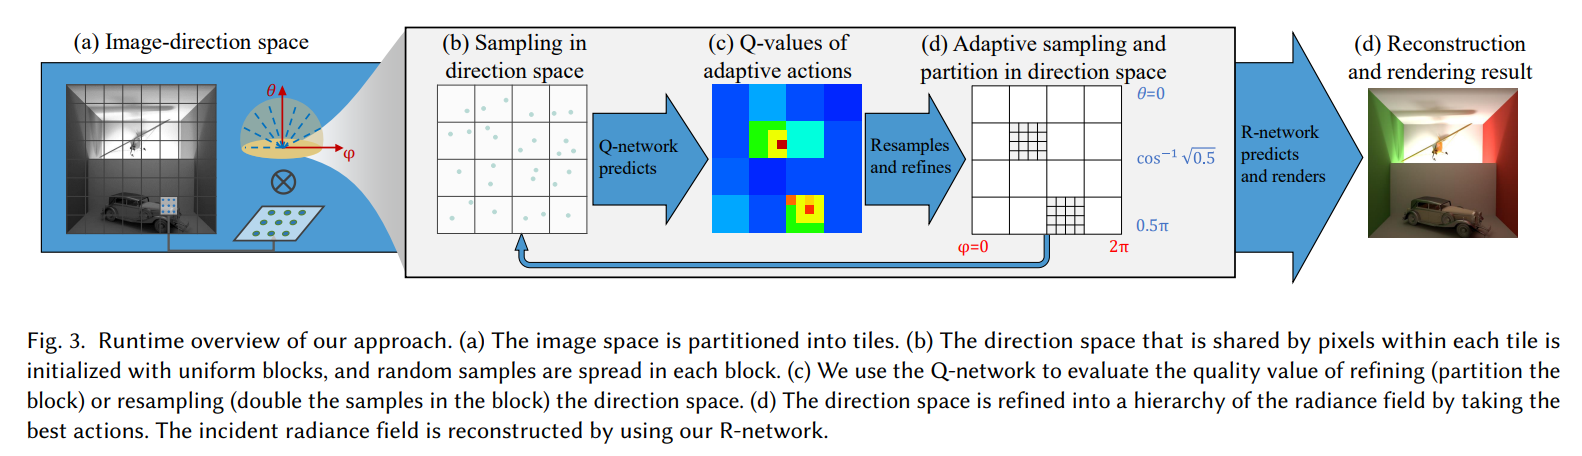 (a) Image-direction space
θ
φ
(b) Sampling in
direction space
Q-network
predicts
(c) Q-values of
adaptive actions
Resamples
and refines
(d) Adaptive sampling and
partition in direction space
θ=0
cos⁻¹ √0.5
0.5π
φ=0
2π
R-network
predicts
and renders
(d) Reconstruction
and rendering result
Fig. 3. Runtime overview of our approach. (a) The image space is partitioned into tiles. (b) The direction space that is shared by pixels within each tile is
initialized with uniform blocks, and random samples are spread in each block. (c) We use the Q-network to evaluate the quality value of refining (partition the
block) or resampling (double the samples in the block) the direction space. (d) The direction space is refined into a hierarchy of the radiance field by taking the
best actions. The incident radiance field is reconstructed by using our R-network.